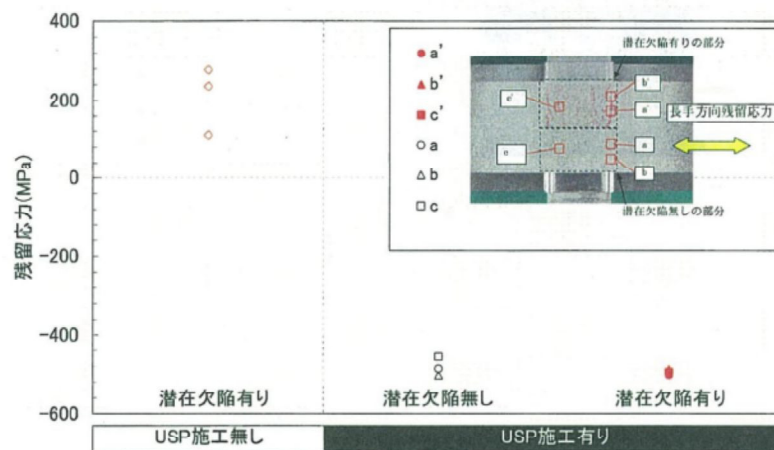 400
200
0
-200
-400
-600
残留応力(MPa)
a'
b'
c'
a
b
c
潜在欠陥有りの部分
b'
c'
a'
長手方向残留応力
a
b
潜在欠陥無しの部分
潜在欠陥有り
潜在欠陥無し
潜在欠陥有り
USP施工無し
USP施工有り